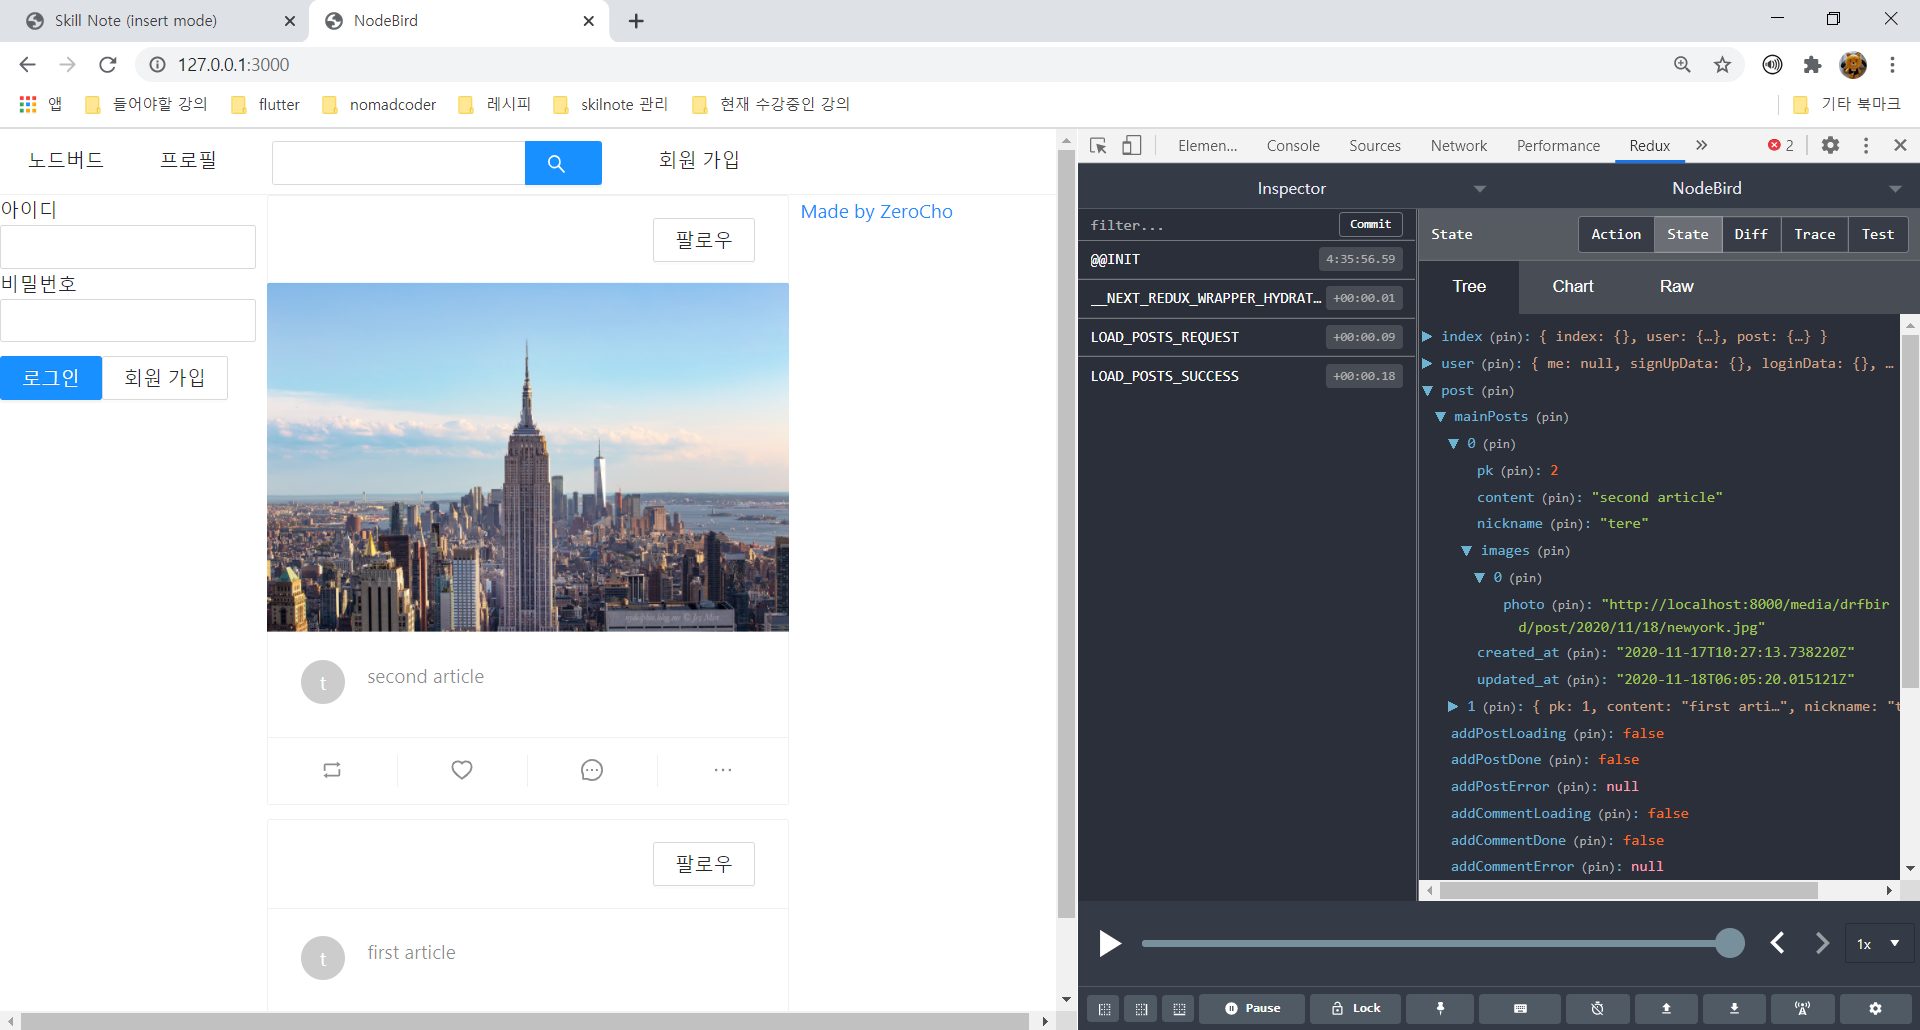 Skill Note (insert mode)
NodeBird
127.0.0.1:3000
앱
들어야할 강의
flutter
nomadcoder
레시피
skilnote 관리
현재 수강중인 강의
기타 북마크
노드버드
프로필
회원 가입
아이디
비밀번호
로그인
회원 가입
팔로우
t
second article
팔로우
t
first article
Made by ZeroCho
Elemen...
Console
Sources
Network
Performance
Redux
2
Inspector
NodeBird
filter...
Commit
@@INIT
4:35:56.59
__NEXT_REDUX_WRAPPER_HYDRAT...
+00:00.01
LOAD_POSTS_REQUEST
+00:00.09
LOAD_POSTS_SUCCESS
+00:00.18
State
Action
State
Diff
Trace
Test
Tree
Chart
Raw
index (pin): { index: {}, user: {…}, post: {…} }
user (pin): { me: null, signUpData: {}, loginData: {}, …
post (pin)
mainPosts (pin)
0 (pin)
pk (pin): 2
content (pin): "second article"
nickname (pin): "tere"
images (pin)
0 (pin)
photo (pin): "http://localhost:8000/media/drfbir
d/post/2020/11/18/newyork.jpg"
created_at (pin): "2020-11-17T10:27:13.738220Z"
updated_at (pin): "2020-11-18T06:05:20.015121Z"
1 (pin): { pk: 1, content: "first arti…", nickname: "t
addPostLoading (pin): false
addPostDone (pin): false
addPostError (pin): null
addCommentLoading (pin): false
addCommentDone (pin): false
addCommentError (pin): null
1x
Pause
Lock